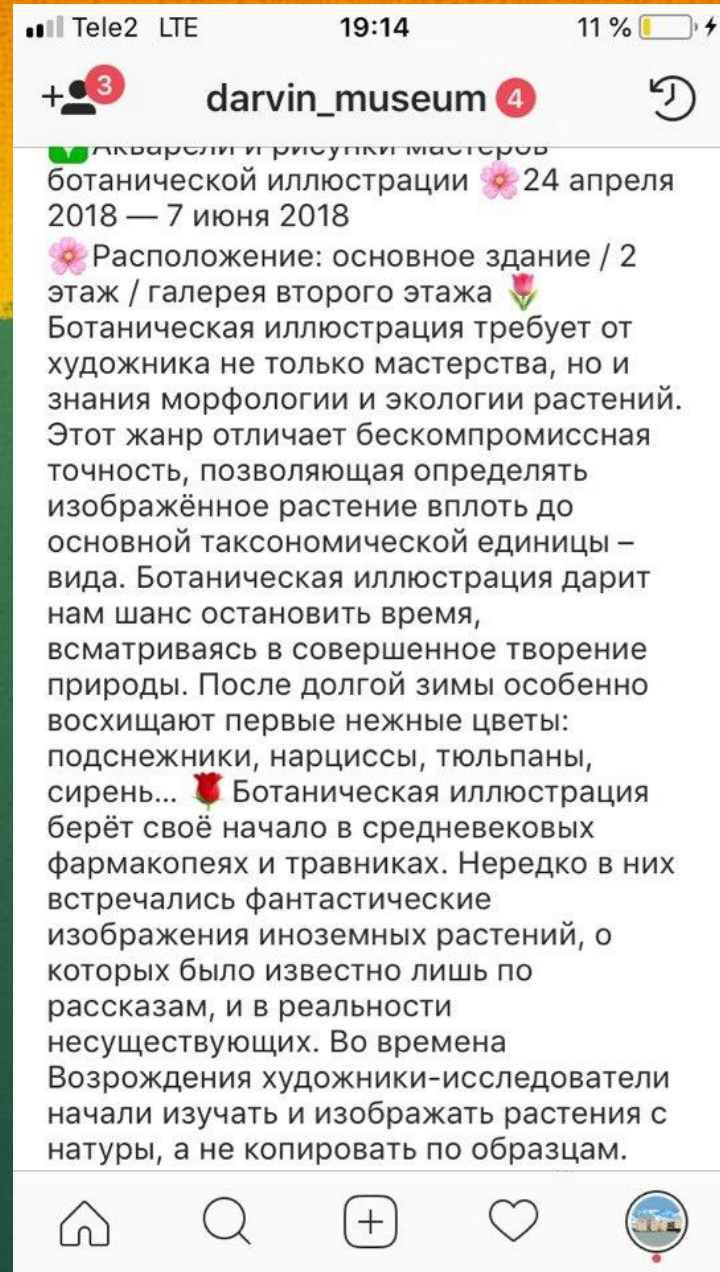 Tele2 LTE 19:14 11 %
3
darvin_museum 4
Акварели и рисунки мастеров
ботанической иллюстрации 🌸24 апреля
2018 — 7 июня 2018
🌸Расположение: основное здание / 2
этаж / галерея второго этажа 🌷
Ботаническая иллюстрация требует от
художника не только мастерства, но и
знания морфологии и экологии растений.
Этот жанр отличает бескомпромиссная
точность, позволяющая определять
изображённое растение вплоть до
основной таксономической единицы –
вида. Ботаническая иллюстрация дарит
нам шанс остановить время,
всматриваясь в совершенное творение
природы. После долгой зимы особенно
восхищают первые нежные цветы:
подснежники, нарциссы, тюльпаны,
сирень... 🌹 Ботаническая иллюстрация
берёт своё начало в средневековых
фармакопеях и травниках. Нередко в них
встречались фантастические
изображения иноземных растений, о
которых было известно лишь по
рассказам, и в реальности
несуществующих. Во времена
Возрождения художники-исследователи
начали изучать и изображать растения с
натуры, а не копировать по образцам.